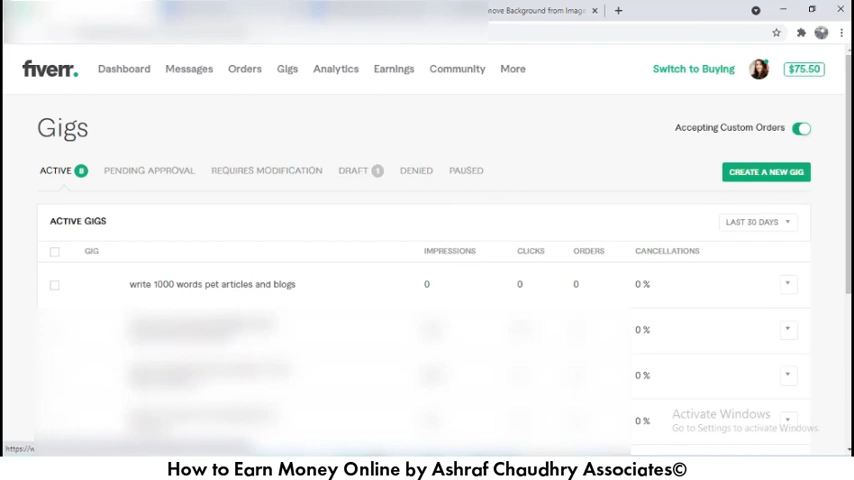 move Background from Imag
fiverr. Dashboard Messages Orders Gigs Analytics Earnings Community More Switch to Buying $75.50
Gigs
Accepting Custom Orders
ACTIVE 8 PENDING APPROVAL REQUIRES MODIFICATION DRAFT 1 DENIED PAUSED
CREATE A NEW GIG
ACTIVE GIGS
LAST 30 DAYS
GIG IMPRESSIONS CLICKS ORDERS CANCELLATIONS
write 1000 words pet articles and blogs 0 0 0 0 %
0 %
0 %
0 %
Activate Windows
Go to Settings to activate Windows.
https://w
How to Earn Money Online by Ashraf Chaudhry Associates©